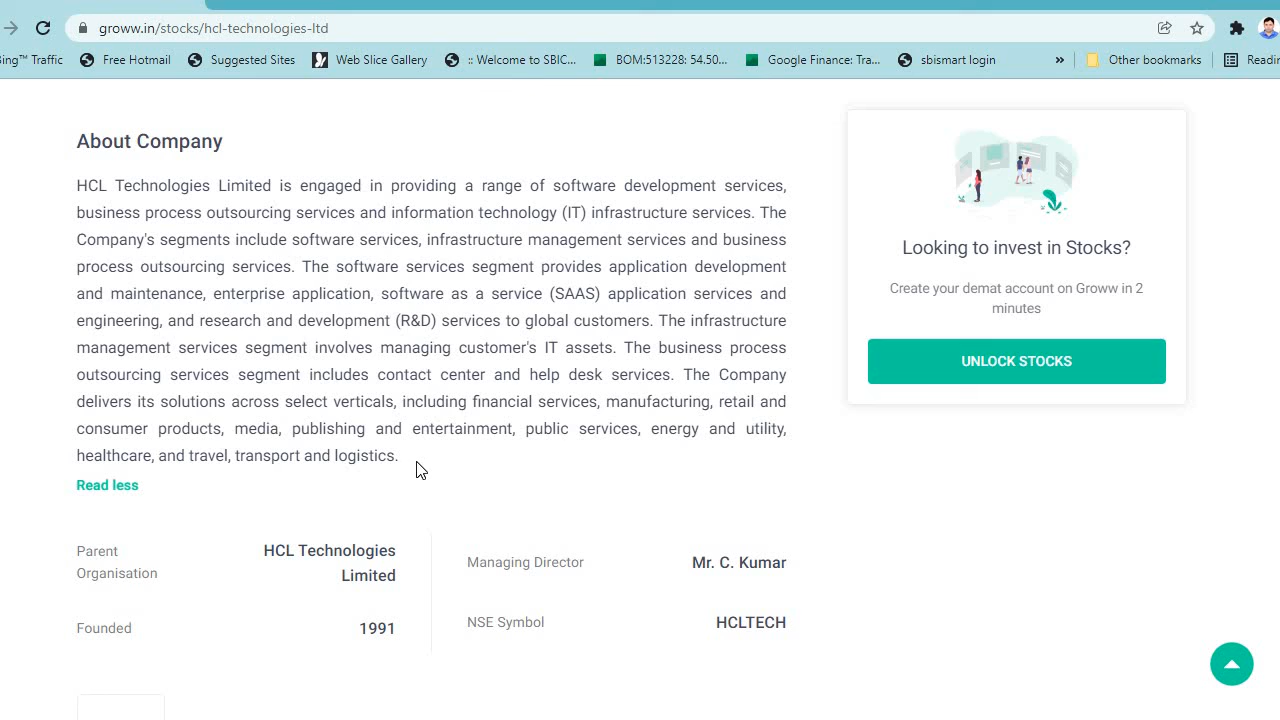 groww.in/stocks/hcl-technologies-ltd
ing™ Traffic Free Hotmail Suggested Sites Web Slice Gallery :: Welcome to SBIC... BOM:513228: 54.50... Google Finance: Tra... sbismart login » Other bookmarks Readin
About Company
HCL Technologies Limited is engaged in providing a range of software development services,
business process outsourcing services and information technology (IT) infrastructure services. The
Company's segments include software services, infrastructure management services and business
process outsourcing services. The software services segment provides application development
and maintenance, enterprise application, software as a service (SAAS) application services and
engineering, and research and development (R&D) services to global customers. The infrastructure
management services segment involves managing customer's IT assets. The business process
outsourcing services segment includes contact center and help desk services. The Company
delivers its solutions across select verticals, including financial services, manufacturing, retail and
consumer products, media, publishing and entertainment, public services, energy and utility,
healthcare, and travel, transport and logistics.
Read less
Parent
Organisation
HCL Technologies
Limited
Founded
1991
Managing Director
Mr. C. Kumar
NSE Symbol
HCLTECH
Looking to invest in Stocks?
Create your demat account on Groww in 2
minutes
UNLOCK STOCKS